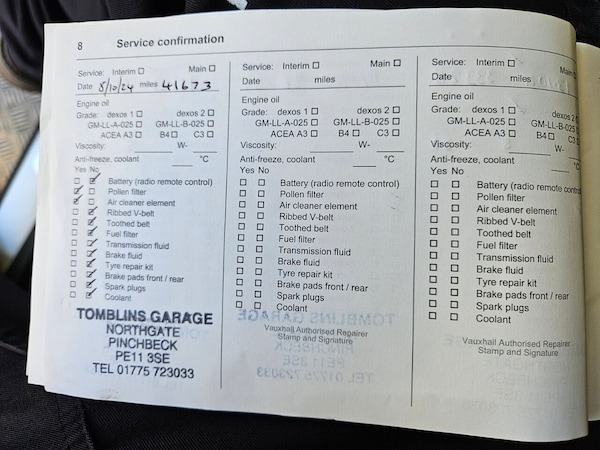 8 Service confirmation
Service: Interim ☐ Main ☐
Date 8/10/24 miles 41673
Engine oil
Grade: dexos 1 ☐ dexos 2 ☐
GM-LL-A-025 ☐ GM-LL-B-025 ☐
ACEA A3 ☐ B4 ☐ C3 ☐
Viscosity: W-
Anti-freeze, coolant °C
Yes No
☐ ☑ Battery (radio remote control)
☑ ☐ Pollen filter
☑ ☐ Air cleaner element
☐ ☑ Ribbed V-belt
☐ ☑ Toothed belt
☐ ☑ Fuel filter
☐ ☑ Transmission fluid
☐ ☑ Brake fluid
☐ ☑ Tyre repair kit
☐ ☑ Brake pads front / rear
☐ ☑ Spark plugs
☐ ☑ Coolant
TOMBLINS GARAGE
NORTHGATE
PINCHBECK
PE11 3SE
TEL 01775 723033
Service: Interim ☐ Main ☐
Date miles
Engine oil
Grade: dexos 1 ☐ dexos 2 ☐
GM-LL-A-025 ☐ GM-LL-B-025 ☐
ACEA A3 ☐ B4 ☐ C3 ☐
Viscosity: W-
Anti-freeze, coolant °C
Yes No
☐ ☐ Battery (radio remote control)
☐ ☐ Pollen filter
☐ ☐ Air cleaner element
☐ ☐ Ribbed V-belt
☐ ☐ Toothed belt
☐ ☐ Fuel filter
☐ ☐ Transmission fluid
☐ ☐ Brake fluid
☐ ☐ Tyre repair kit
☐ ☐ Brake pads front / rear
☐ ☐ Spark plugs
☐ ☐ Coolant
Vauxhall Authorised Repairer
Stamp and Signature
Service: Interim ☐ Main ☐
Date miles
Engine oil
Grade: dexos 1 ☐ dexos 2 ☐
GM-LL-A-025 ☐ GM-LL-B-025 ☐
ACEA A3 ☐ B4 ☐ C3 ☐
Viscosity: W-
Anti-freeze, coolant °C
Yes No
☐ ☐ Battery (radio remote contro
☐ ☐ Pollen filter
☐ ☐ Air cleaner element
☐ ☐ Ribbed V-belt
☐ ☐ Toothed belt
☐ ☐ Fuel filter
☐ ☐ Transmission fluid
☐ ☐ Brake fluid
☐ ☐ Tyre repair kit
☐ ☐ Brake pads front / rear
☐ ☐ Spark plugs
☐ ☐ Coolant
Vauxhall Authorised Repairer
Stamp and Signature